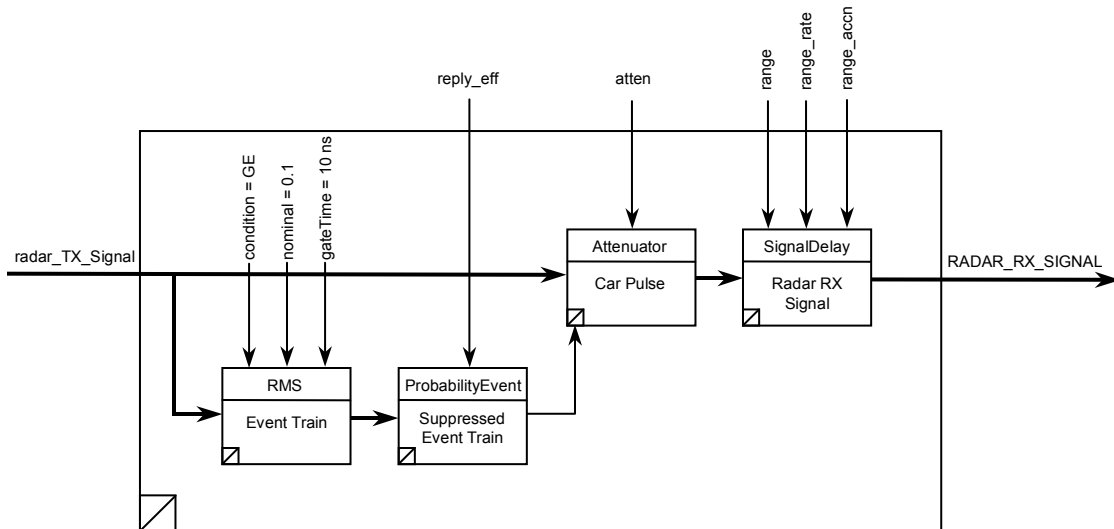 range
range_rate
range_accn
reply_eff
atten
condition = GE
nominal = 0.1
gateTime = 10 ns
radar_TX_Signal
Attenuator
Car Pulse
SignalDelay
Radar RX
Signal
RADAR_RX_SIGNAL
RMS
Event Train
ProbabilityEvent
Suppressed
Event Train